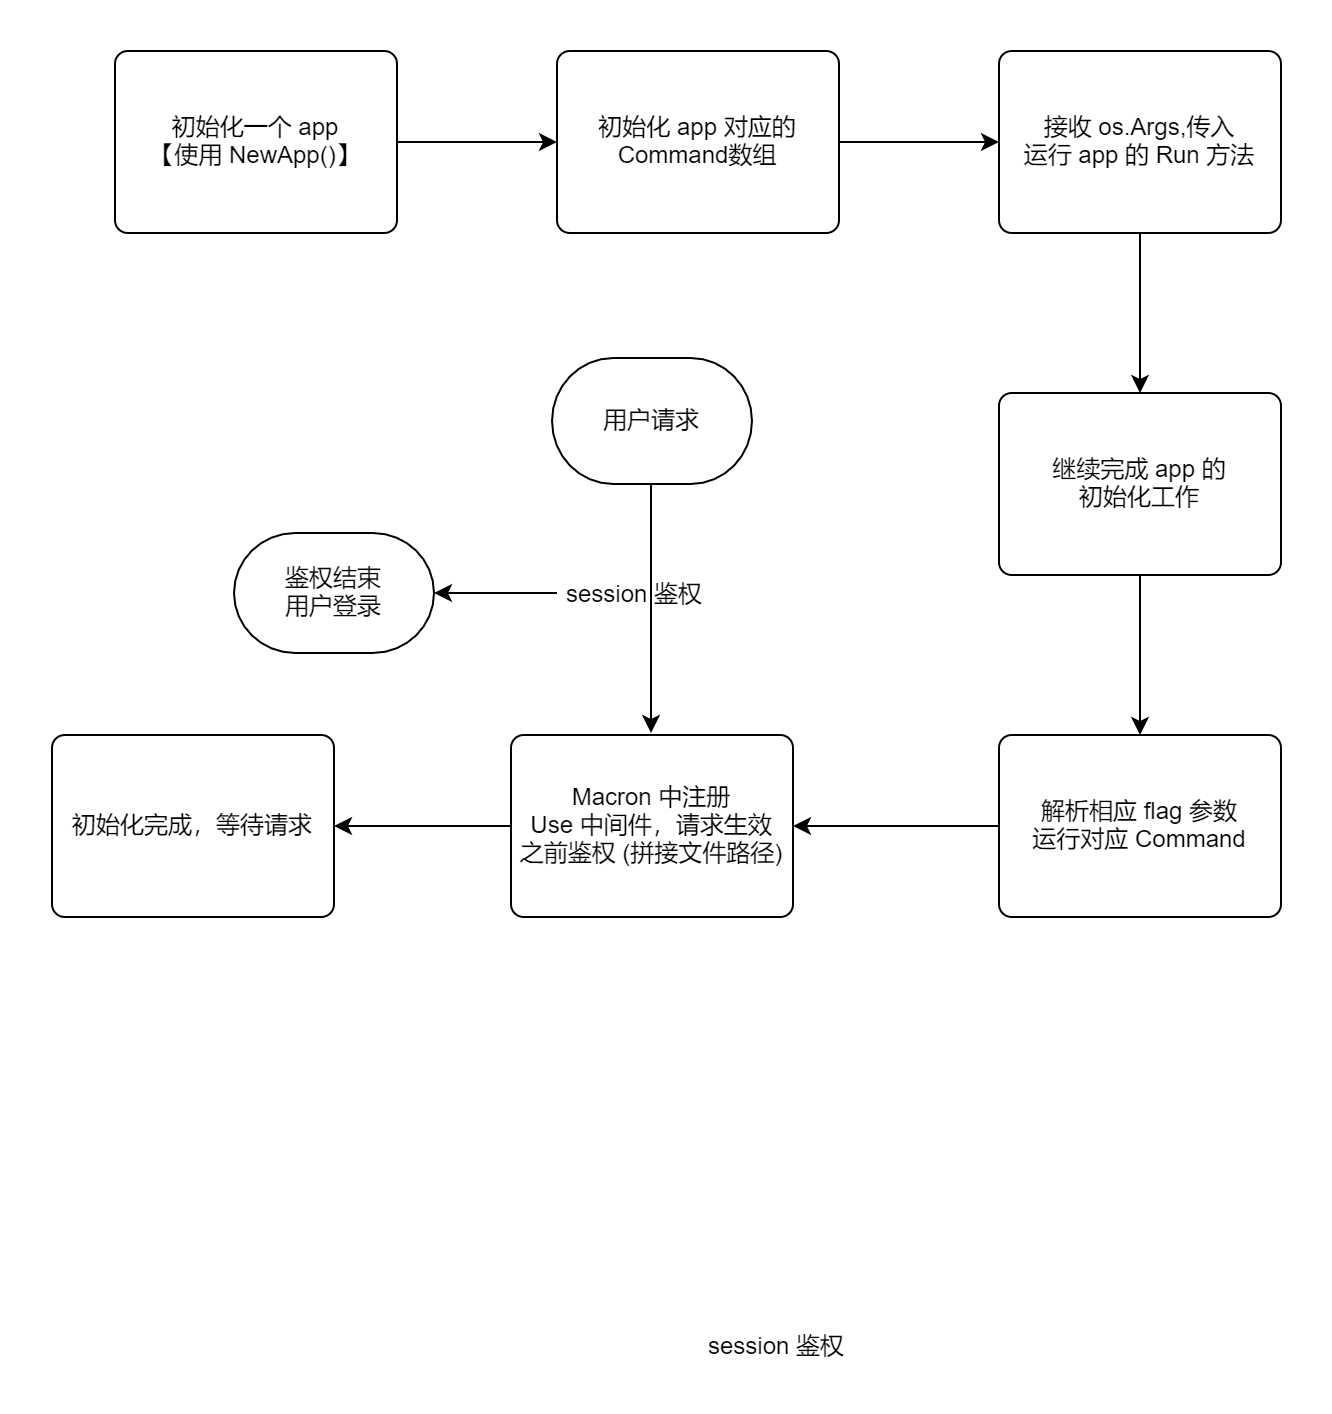 初始化一个 app
【使用 NewApp()】
初始化 app 对应的
Command数组
接收 os.Args,传入
运行 app 的 Run 方法
用户请求
继续完成 app 的
初始化工作
鉴权结束
用户登录
session 鉴权
初始化完成，等待请求
Macron 中注册
Use 中间件，请求生效
之前鉴权 (拼接文件路径)
解析相应 flag 参数
运行对应 Command
session 鉴权